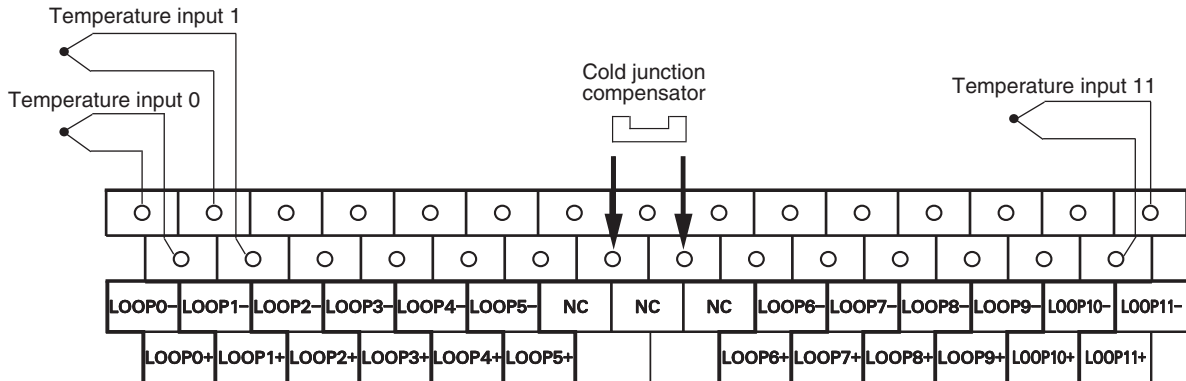 Temperature input 1
Temperature input 0
Cold junction
compensator
Temperature input 11
LOOP0- LOOP1- LOOP2- LOOP3- LOOP4- LOOP5- NC NC NC LOOP6- LOOP7- LOOP8- LOOP9- LOOP10- LOOP11-
LOOP0+ LOOP1+ LOOP2+ LOOP3+ LOOP4+ LOOP5+ LOOP6+ LOOP7+ LOOP8+ LOOP9+ LOOP10+ LOOP11+